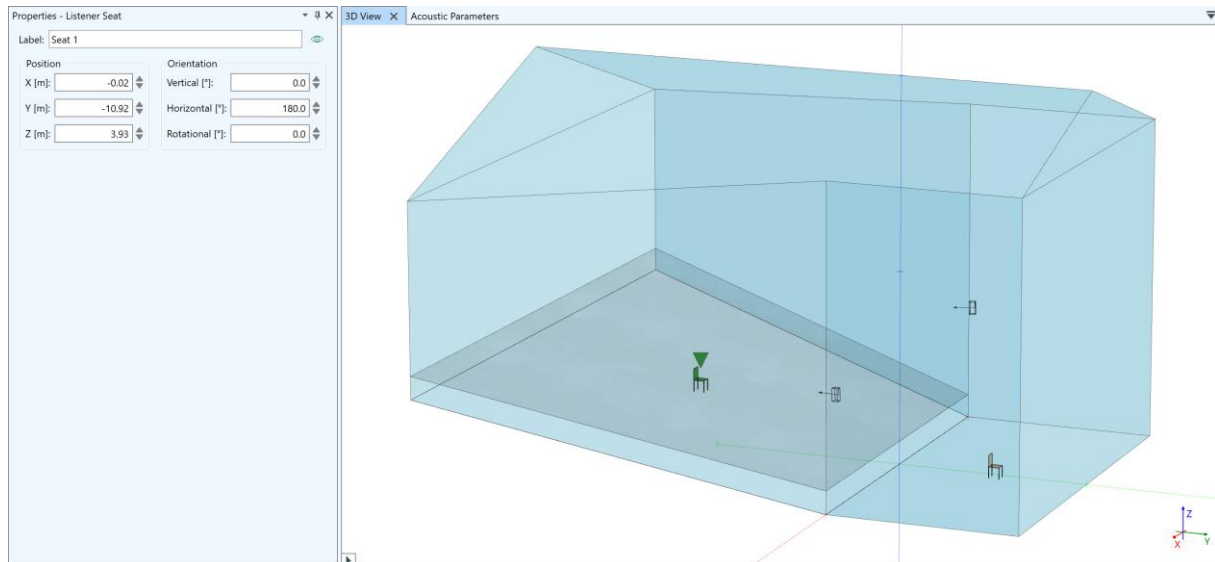 Properties - Listener Seat
Label: Seat 1
Position
X [m]: -0.02
Y [m]: -10.92
Z [m]: 3.93
Orientation
Vertical [°]: 0.0
Horizontal [°]: 180.0
Rotational [°]: 0.0
3D View
Acoustic Parameters
Z
X
Y